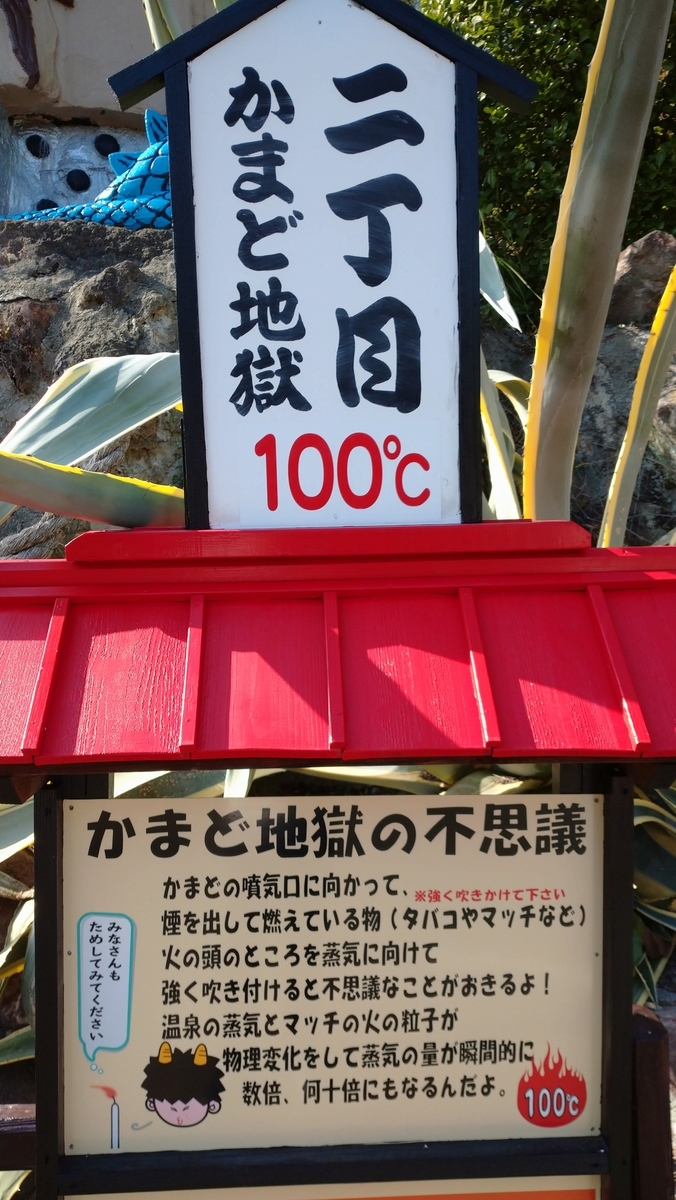 二丁目
かまど地獄
100℃
かまど地獄の不思議
かまどの噴気口に向かって、※強く吹きかけて下さい
煙を出して燃えている物（タバコやマッチなど）
火の頭のところを蒸気に向けて
強く吹き付けると不思議なことがおきるよ！
温泉の蒸気とマッチの火の粒子が
物理変化をして蒸気の量が瞬間的に
数倍、何十倍にもなるんだよ。
みなさんも
ためしてみてください
100℃